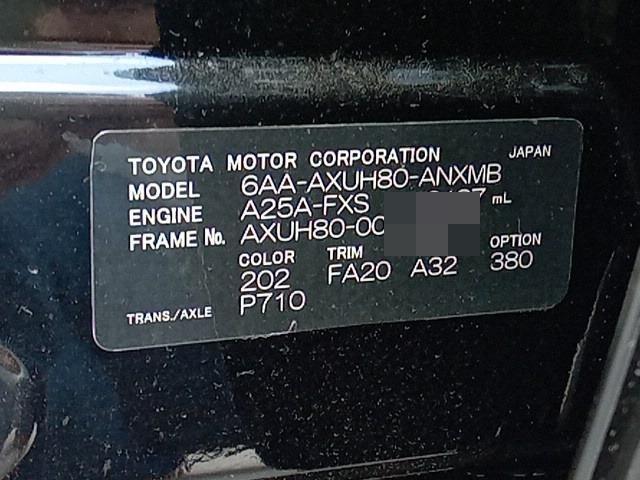 TOYOTA MOTOR CORPORATION JAPAN
MODEL 6AA-AXUH80-ANXMB
ENGINE A25A-FXS mL
FRAME No. AXUH80-00
COLOR TRIM OPTION
202 FA20 A32 380
TRANS./AXLE P710